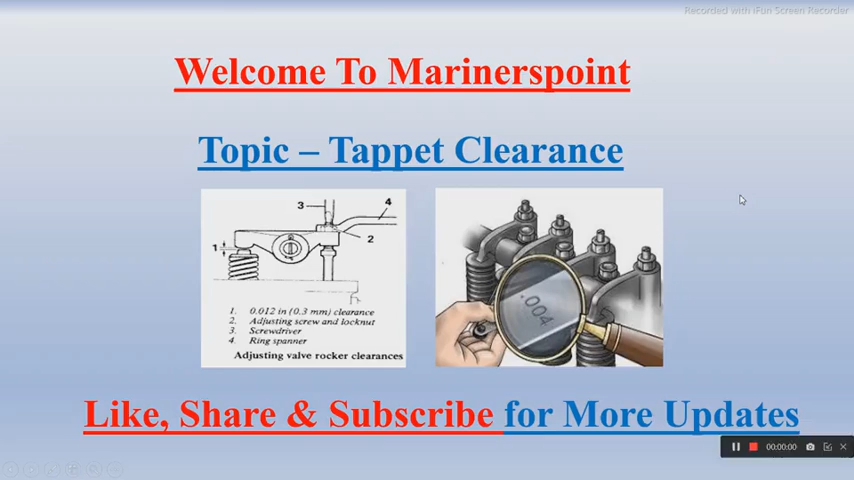 Recorded with iFun Screen Recorder
Welcome To Marinerspoint
Topic – Tappet Clearance
3
4
1
2
1. 0.012 in (0.3 mm) clearance
2. Adjusting screw and locknut
3. Screwdriver
4. Ring spanner
Adjusting valve rocker clearances
.004
Like, Share & Subscribe for More Updates
00:00:00